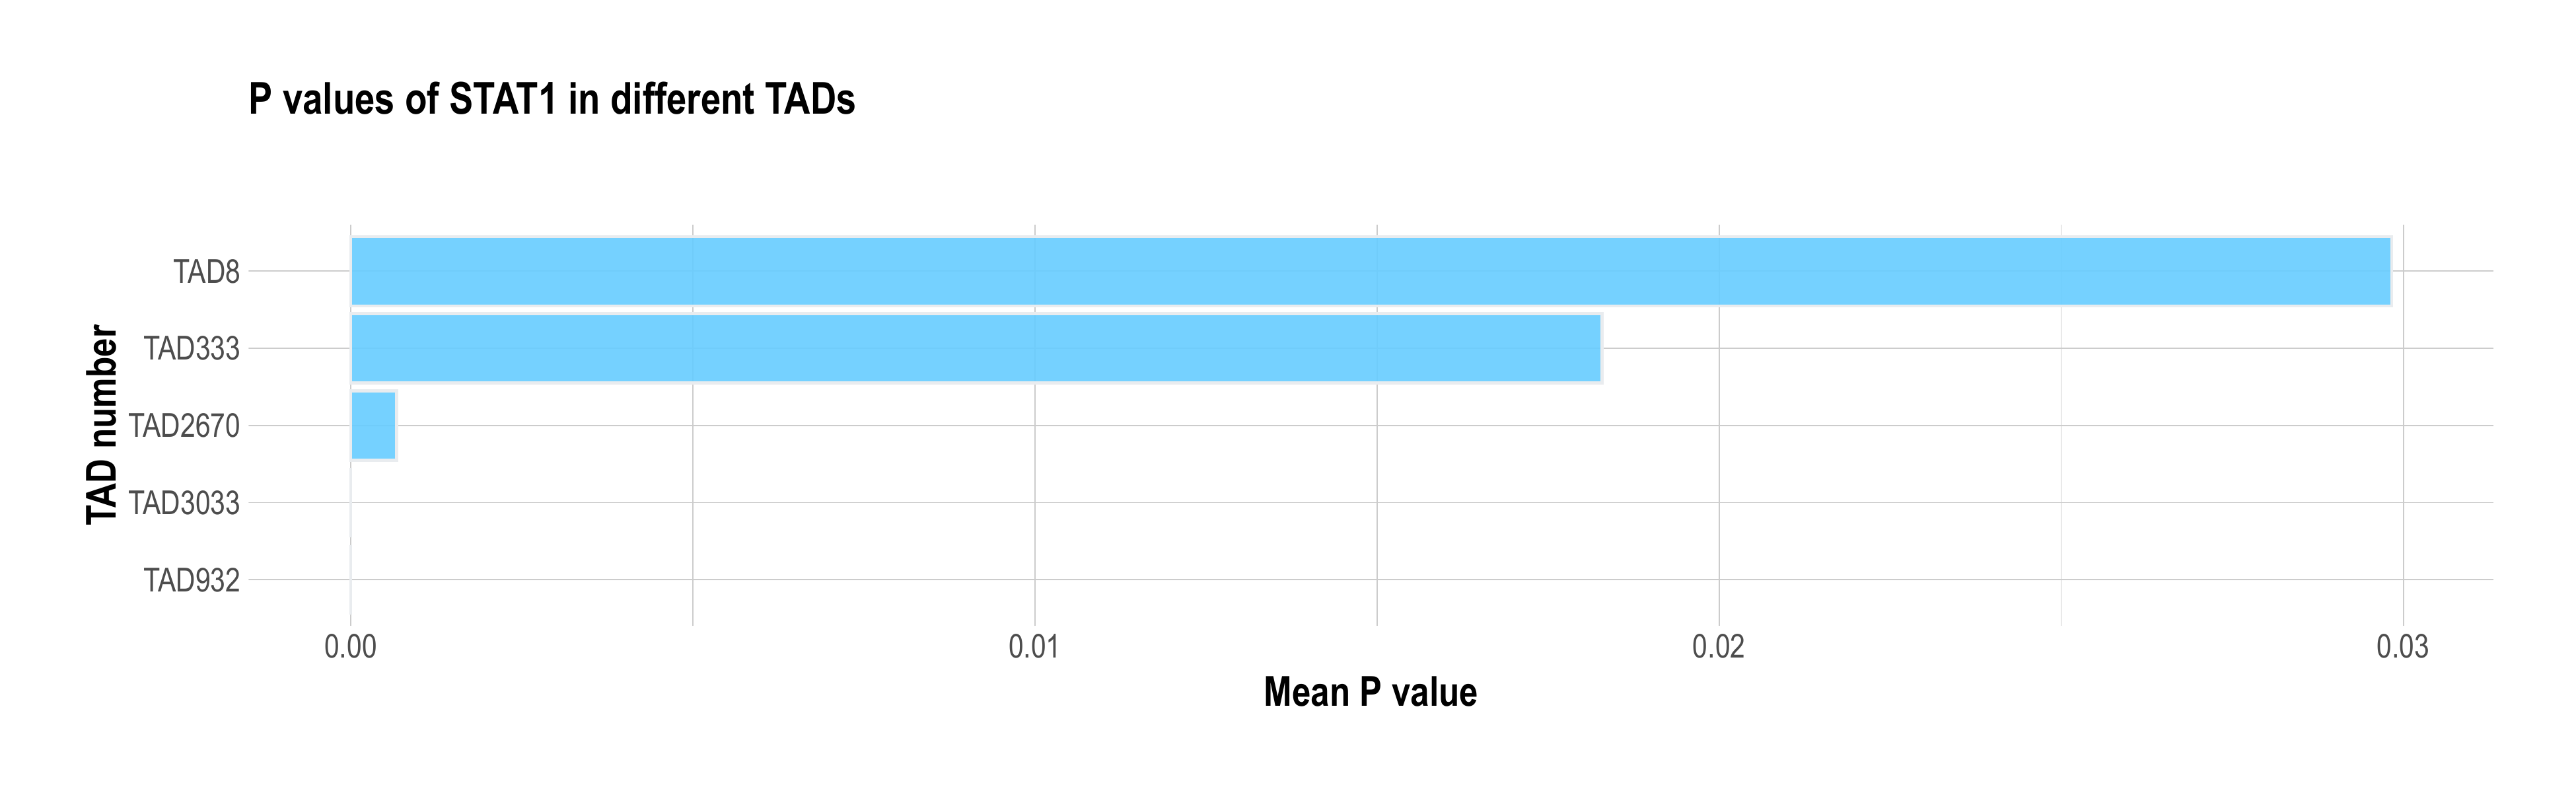 P values of STAT1 in different TADs
TAD number
TAD8
TAD333
TAD2670
TAD3033
TAD932
0.00
0.01
0.02
0.03
Mean P value